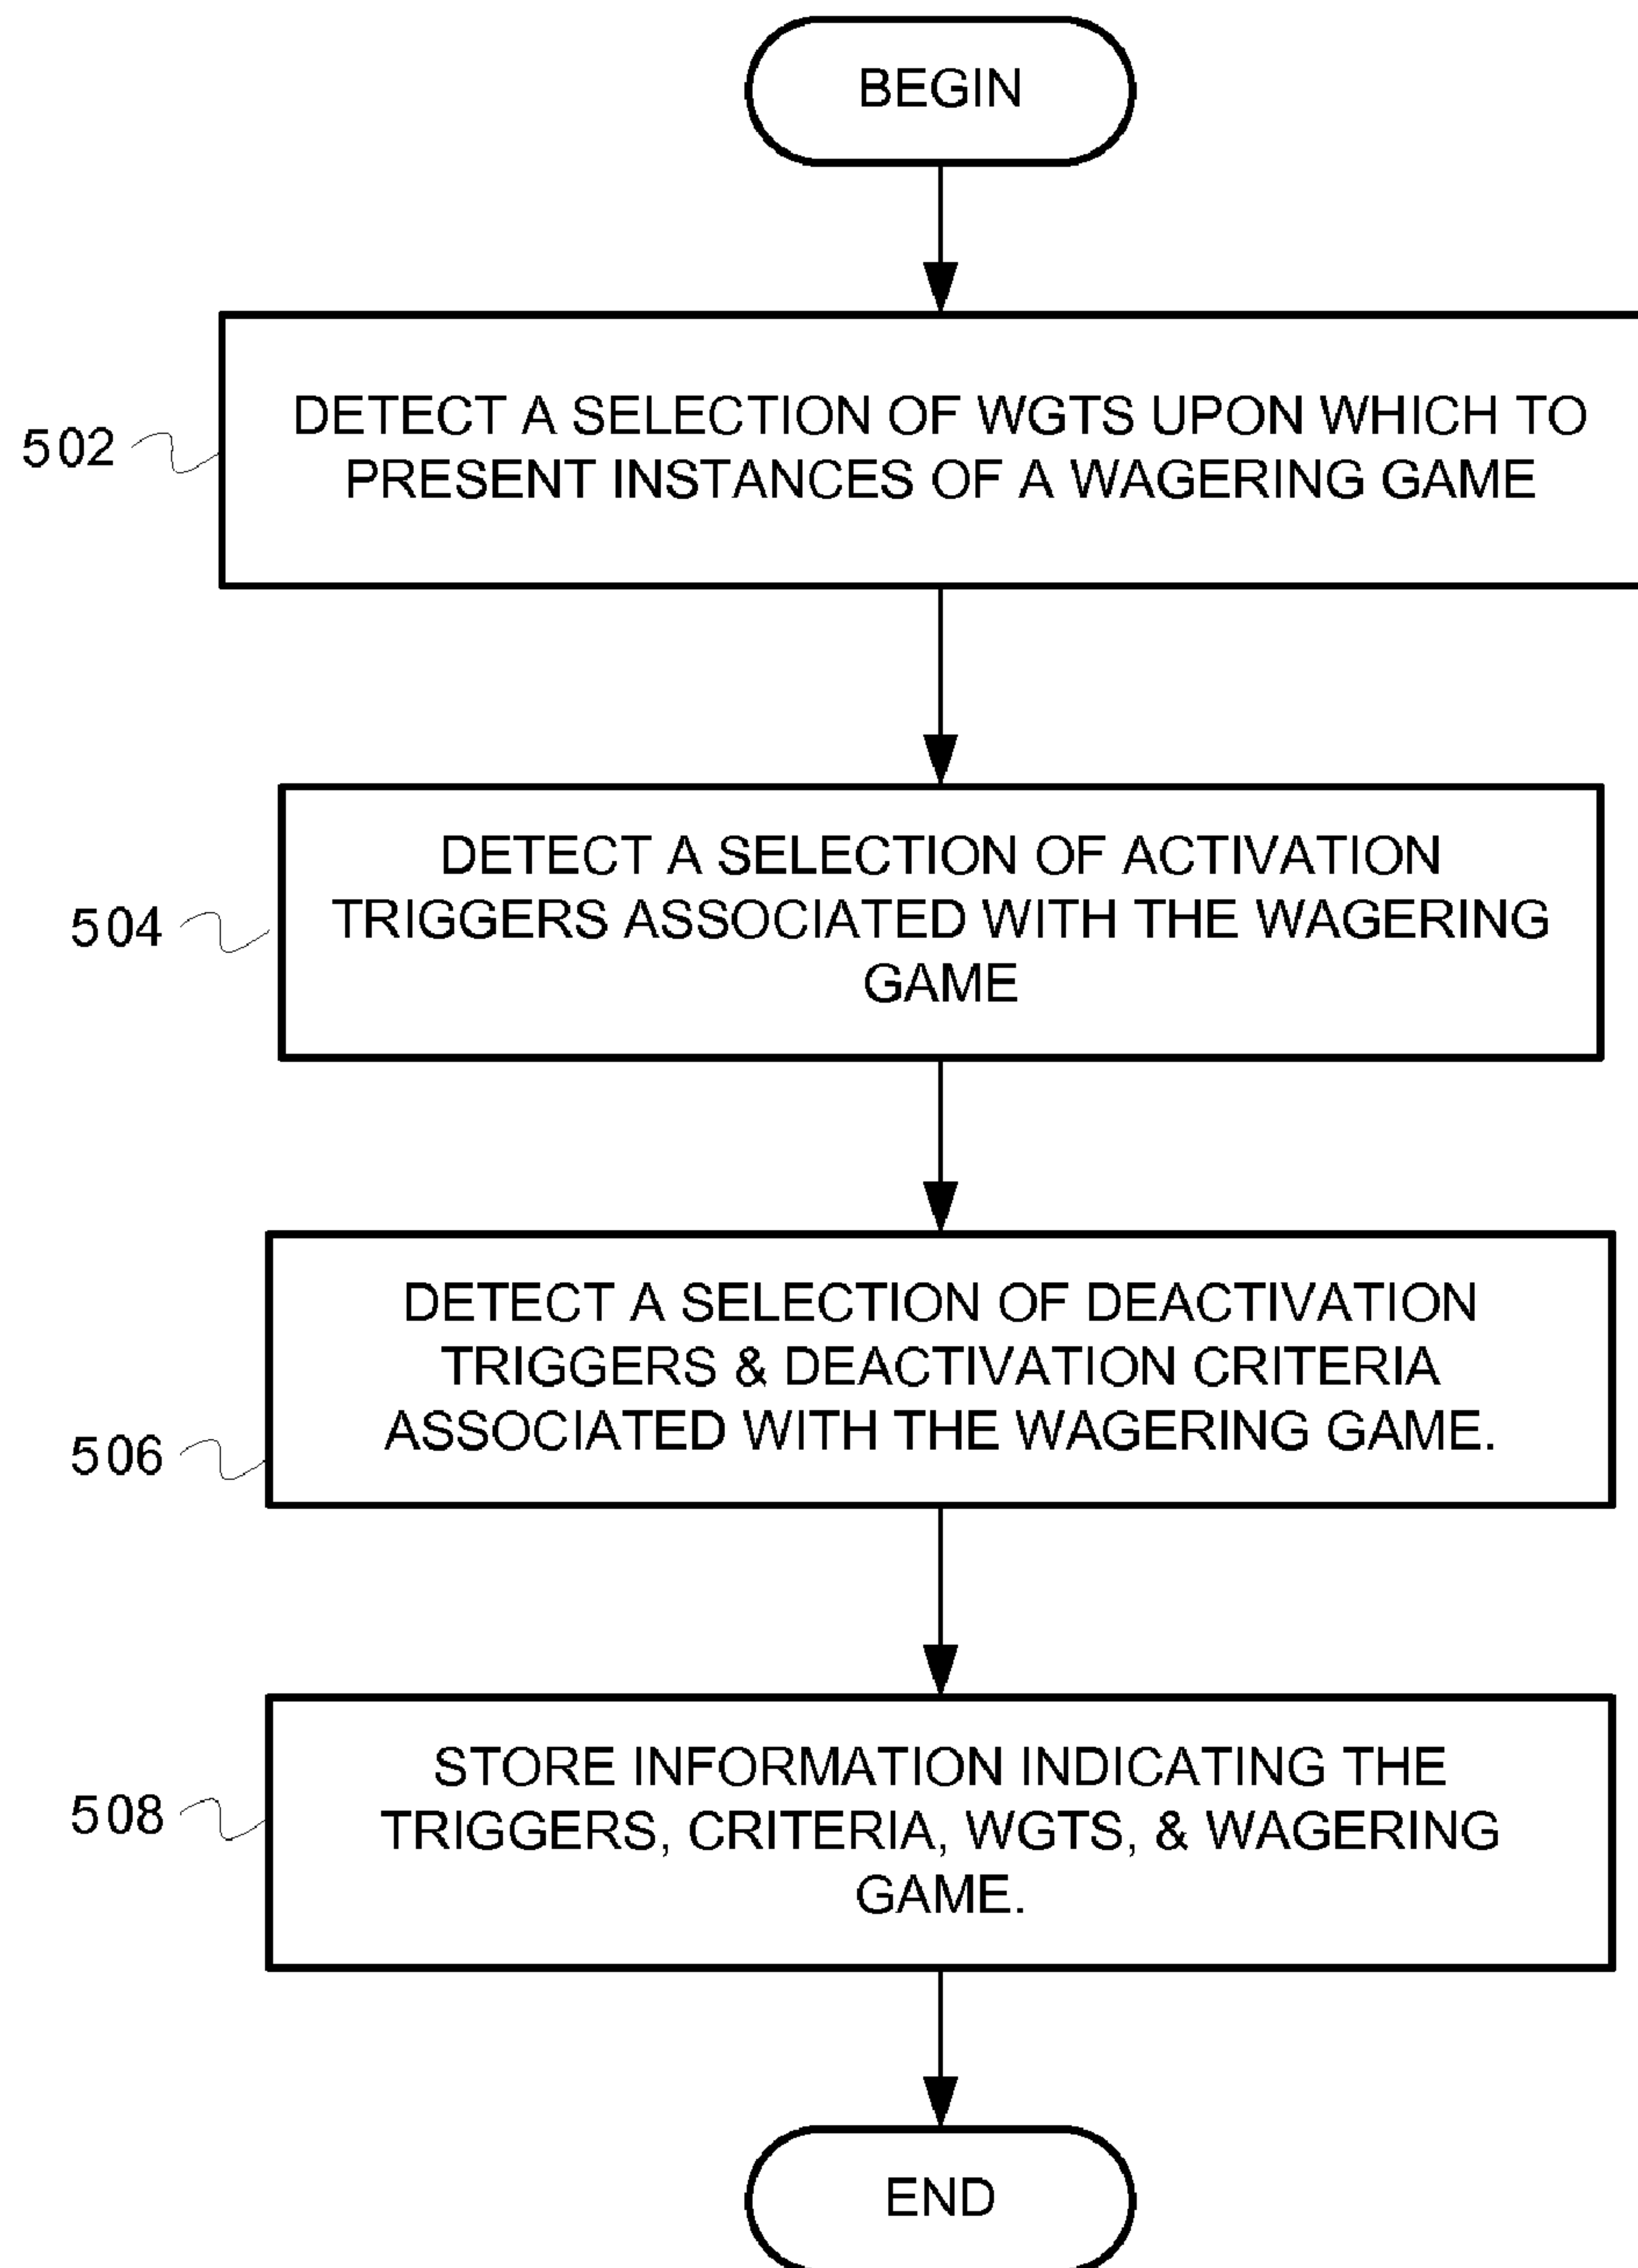 BEGIN
DETECT A SELECTION OF WGTS UPON WHICH TO
PRESENT INSTANCES OF A WAGERING GAME
502
DETECT A SELECTION OF ACTIVATION
TRIGGERS ASSOCIATED WITH THE WAGERING
GAME
504
DETECT A SELECTION OF DEACTIVATION
TRIGGERS & DEACTIVATION CRITERIA
ASSOCIATED WITH THE WAGERING GAME.
506
STORE INFORMATION INDICATING THE
TRIGGERS, CRITERIA, WGTS, & WAGERING
GAME.
508
END